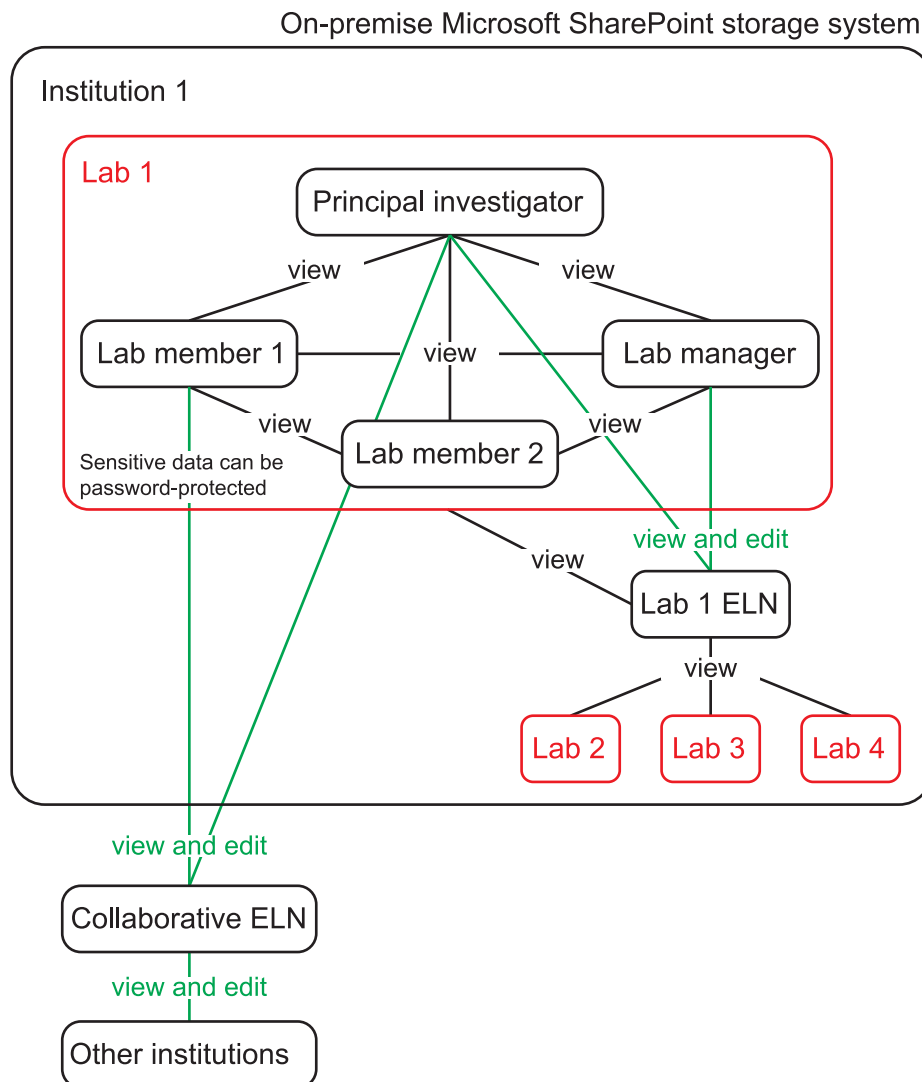 On-premise Microsoft SharePoint storage system
Institution 1
Lab 1
Principal investigator
view
view
Lab member 1
view
Lab manager
view
view
Lab member 2
Sensitive data can be
password-protected
view and edit
view
Lab 1 ELN
view
Lab 2
Lab 3
Lab 4
view and edit
Collaborative ELN
view and edit
Other institutions